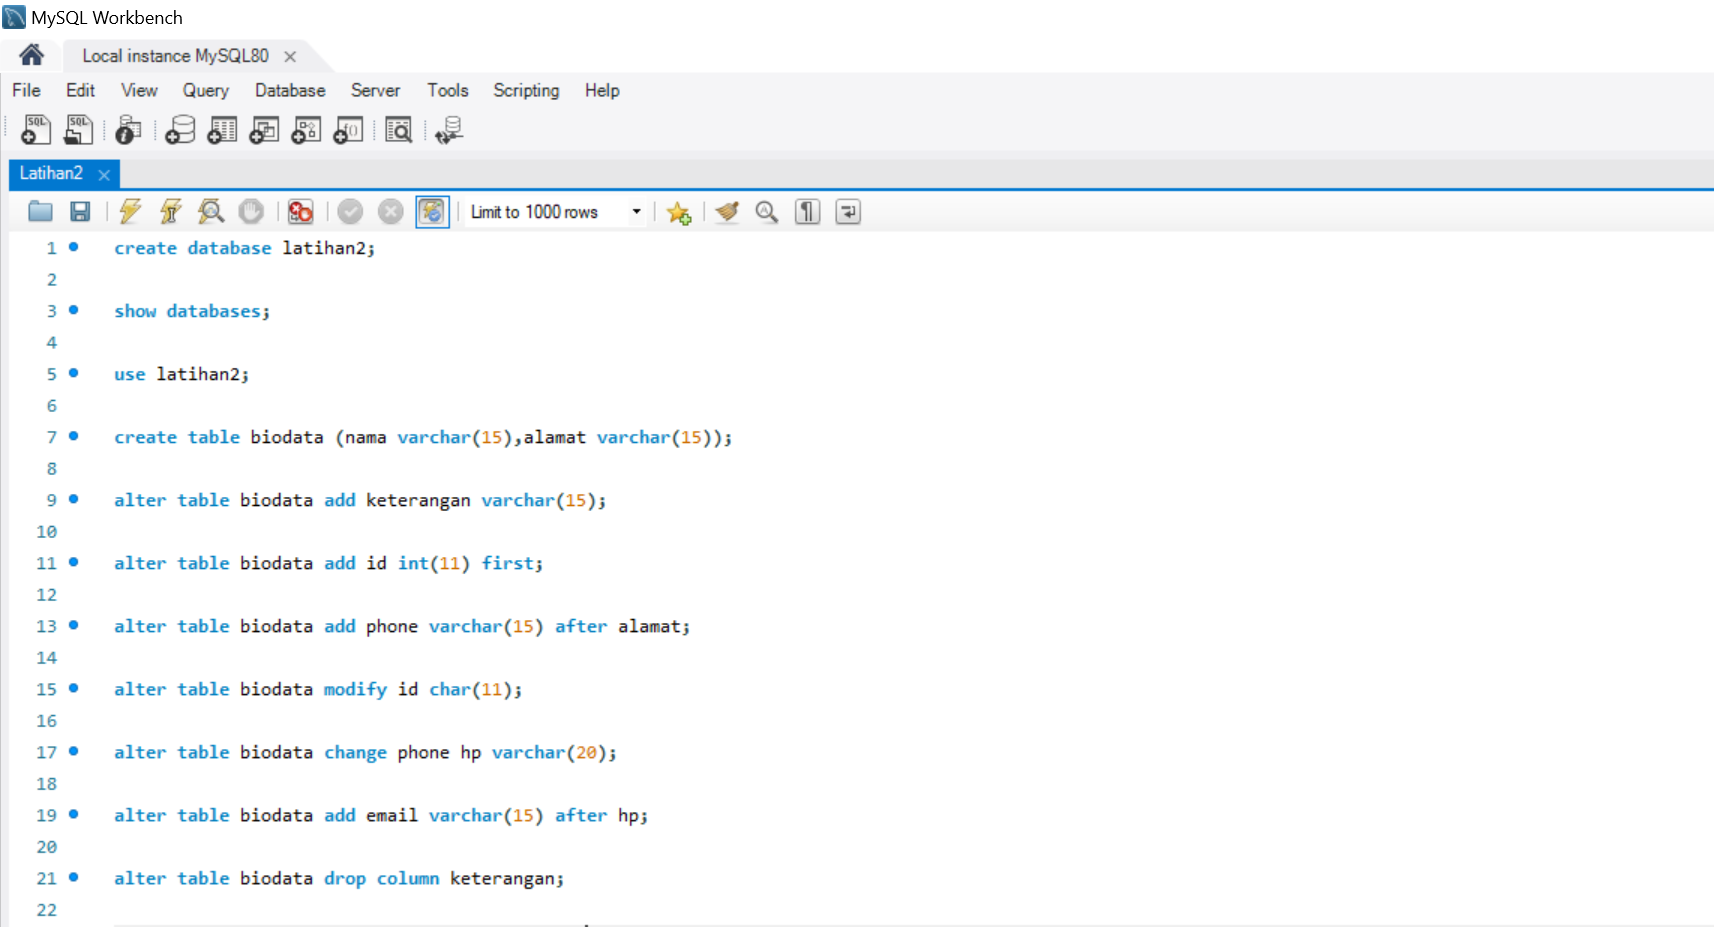 MySQL Workbench
Local instance MySQL80
File Edit View Query Database Server Tools Scripting Help
SQL SQL
Latihan2
Limit to 1000 rows
1 create database latihan2;
2
3 show databases;
4
5 use latihan2;
6
7 create table biodata (nama varchar(15),alamat varchar(15));
8
9 alter table biodata add keterangan varchar(15);
10
11 alter table biodata add id int(11) first;
12
13 alter table biodata add phone varchar(15) after alamat;
14
15 alter table biodata modify id char(11);
16
17 alter table biodata change phone hp varchar(20);
18
19 alter table biodata add email varchar(15) after hp;
20
21 alter table biodata drop column keterangan;
22